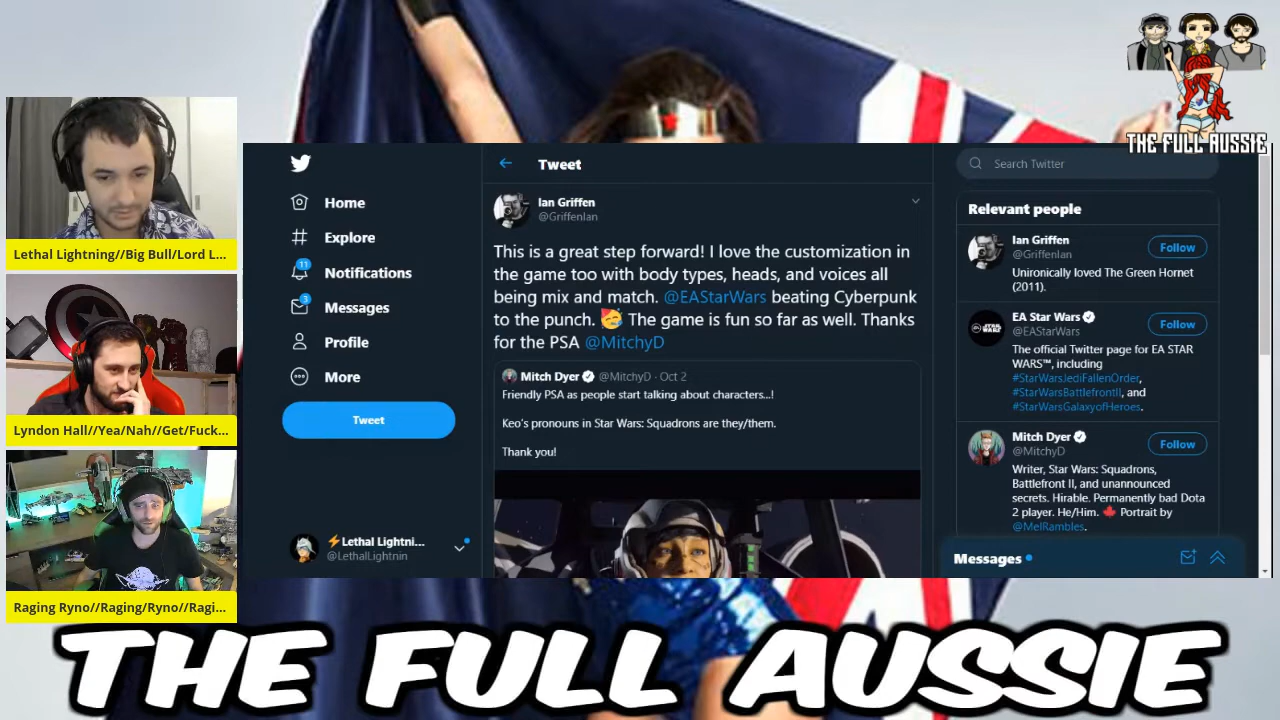 THE FULL AUSSIE
Lethal Lightning//Big Bull/Lord L...
Lyndon Hall//Yea/Nah//Get/Fuck...
Raging Ryno//Raging/Ryno//Ragi...
Home
Explore
11
Notifications
3
Messages
Profile
More
Tweet
⚡Lethal Lightni...
@LethalLightnin
Tweet
Ian Griffen
@GriffenIan
This is a great step forward! I love the customization in
the game too with body types, heads, and voices all
being mix and match. @EAStarWars beating Cyberpunk
to the punch. 🥳 The game is fun so far as well. Thanks
for the PSA @MitchyD
Mitch Dyer @MitchyD · Oct 2
Friendly PSA as people start talking about characters...!
Keo's pronouns in Star Wars: Squadrons are they/them.
Thank you!
Search Twitter
Relevant people
Ian Griffen
@GriffenIan
Follow
Unironically loved The Green Hornet
(2011).
EA Star Wars
@EAStarWars
Follow
The official Twitter page for EA STAR
WARS™, including
#StarWarsJediFallenOrder,
#StarWarsBattlefrontII, and
#StarWarsGalaxyofHeroes.
Mitch Dyer
@MitchyD
Follow
Writer, Star Wars: Squadrons,
Battlefront II, and unannounced
secrets. Hirable. Permanently bad Dota
2 player. He/Him. 🍁 Portrait by
@MelRambles.
Messages
THE FULL AUSSIE